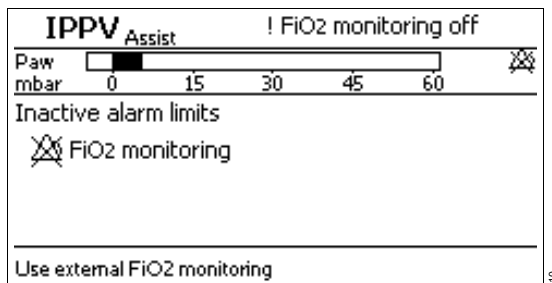 IPPV Assist ! FiO2 monitoring off
Paw
mbar 0 15 30 45 60
Inactive alarm limits
FiO2 monitoring
Use external FiO2 monitoring